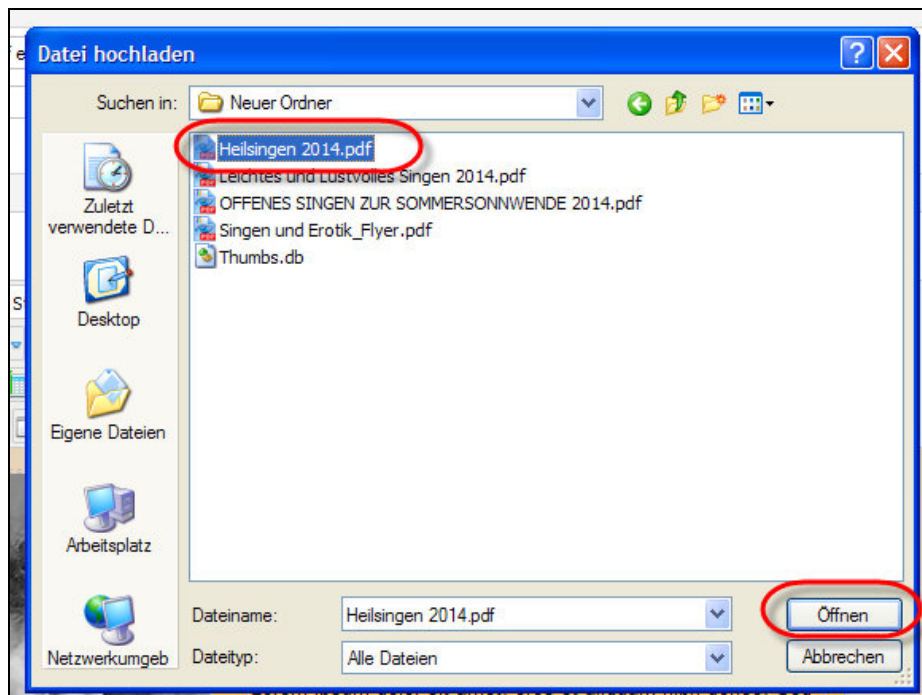 Datei hochladen
Suchen in:
Neuer Ordner
Heilsingen 2014.pdf
Leichtes und Lustvolles Singen 2014.pdf
OFFENES SINGEN ZUR SOMMERSONNWENDE 2014.pdf
Singen und Erotik_Flyer.pdf
Thumbs.db
Zuletzt
verwendete D...
Desktop
Eigene Dateien
Arbeitsplatz
Netzwerkumgeb
Dateiname:
Heilsingen 2014.pdf
Öffnen
Dateityp:
Alle Dateien
Abbrechen